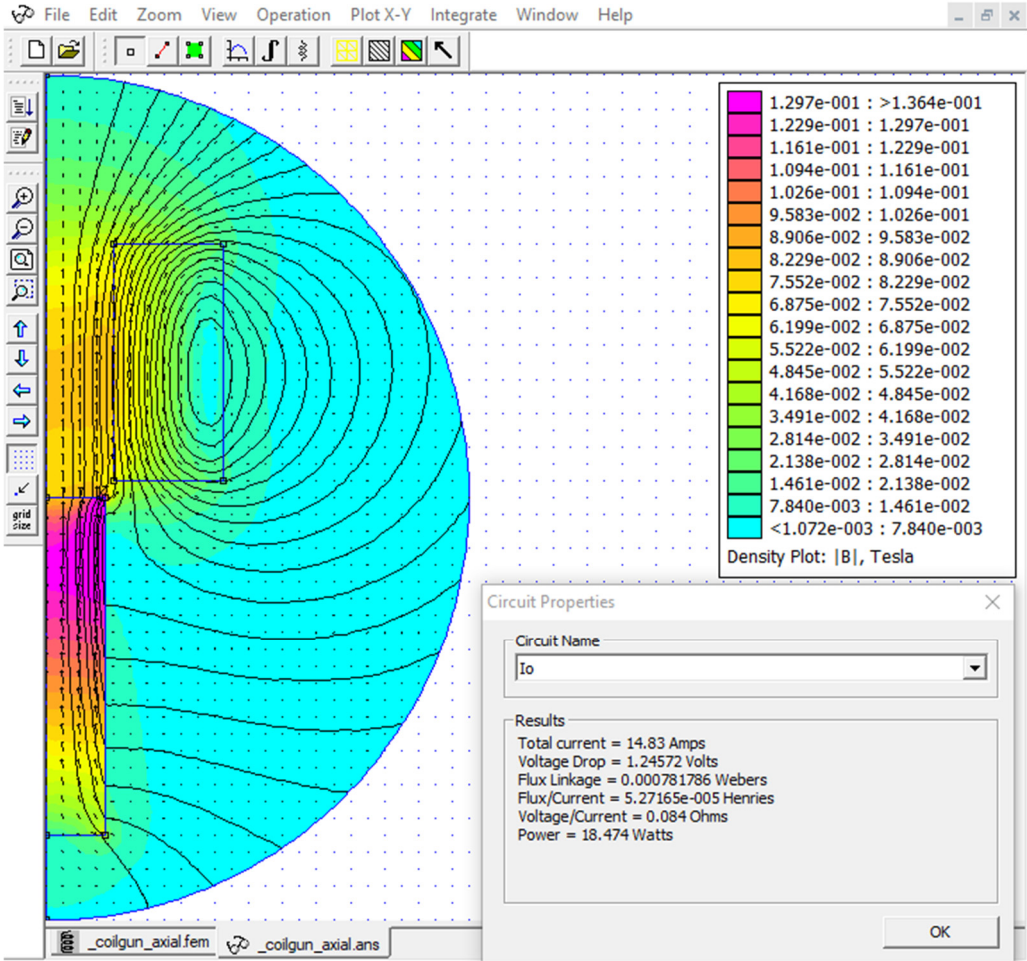 File Edit Zoom View Operation Plot X-Y Integrate Window Help
grid
size
1.297e-001 : >1.364e-001
1.229e-001 : 1.297e-001
1.161e-001 : 1.229e-001
1.094e-001 : 1.161e-001
1.026e-001 : 1.094e-001
9.583e-002 : 1.026e-001
8.906e-002 : 9.583e-002
8.229e-002 : 8.906e-002
7.552e-002 : 8.229e-002
6.875e-002 : 7.552e-002
6.199e-002 : 6.875e-002
5.522e-002 : 6.199e-002
4.845e-002 : 5.522e-002
4.168e-002 : 4.845e-002
3.491e-002 : 4.168e-002
2.814e-002 : 3.491e-002
2.138e-002 : 2.814e-002
1.461e-002 : 2.138e-002
7.840e-003 : 1.461e-002
<1.072e-003 : 7.840e-003
Density Plot: |B|, Tesla
Circuit Properties
Circuit Name
Io
Results
Total current = 14.83 Amps
Voltage Drop = 1.24572 Volts
Flux Linkage = 0.000781786 Webers
Flux/Current = 5.27165e-005 Henries
Voltage/Current = 0.084 Ohms
Power = 18.474 Watts
OK
_coilgun_axial.fem _coilgun_axial.ans